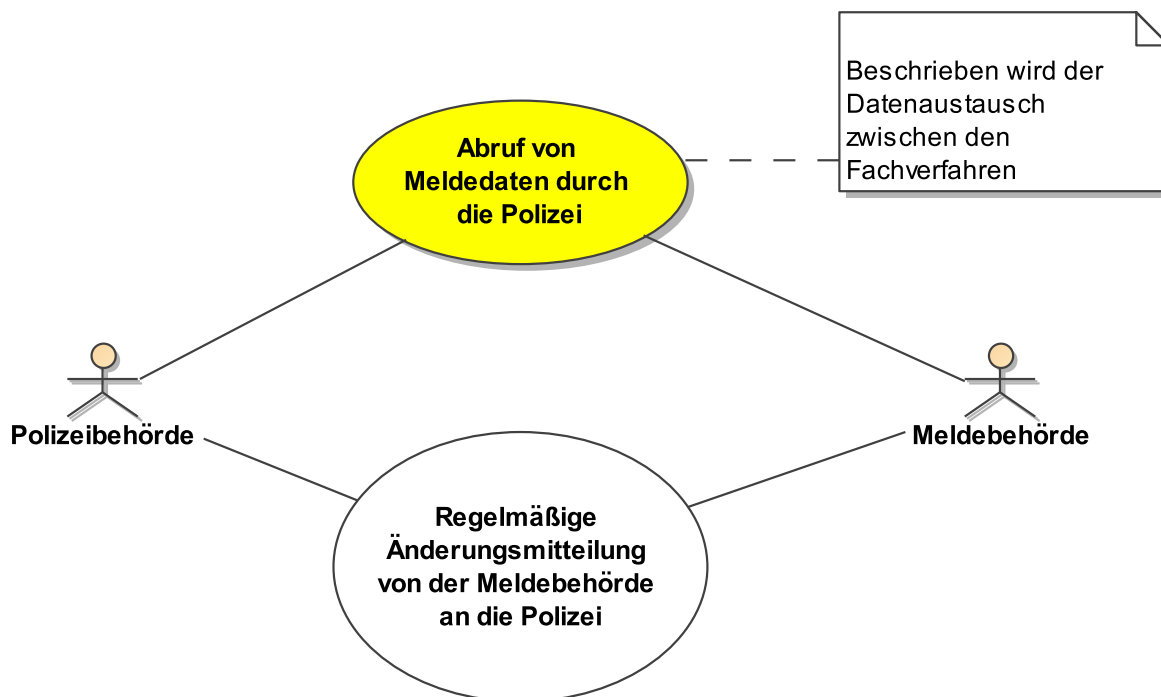 Beschrieben wird der
Datenaustausch
zwischen den
Fachverfahren
Abruf von
Meldedaten durch
die Polizei
Polizeibehörde
Meldebehörde
Regelmäßige
Änderungsmitteilung
von der Meldebehörde
an die Polizei